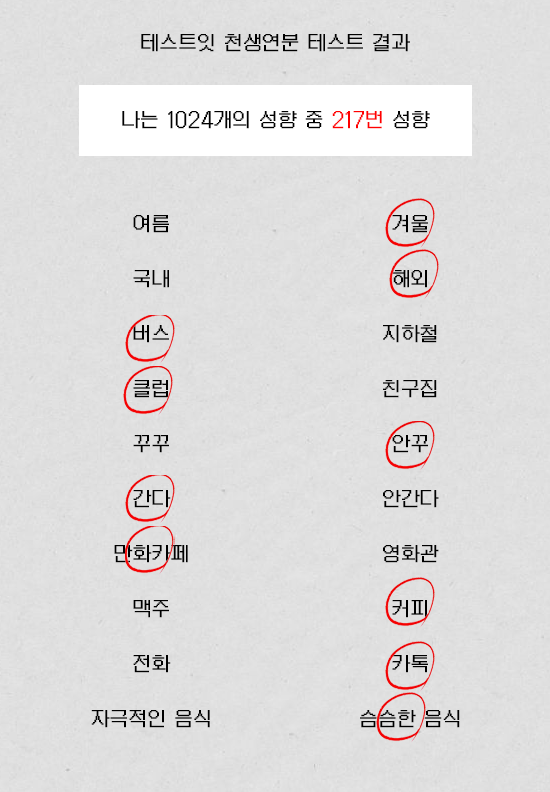 테스트잇 천생연분 테스트 결과
나는 1024개의 성향 중 217번 성향
여름 겨울
국내 해외
버스 지하철
클럽 친구집
꾸꾸 안꾸
간다 안간다
만화카페 영화관
맥주 커피
전화 카톡
자극적인 음식 슴슴한 음식